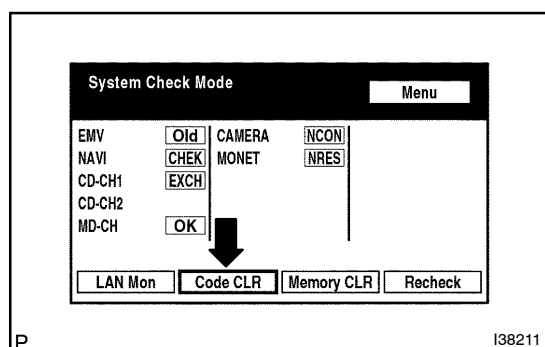 System Check Mode
Menu
EMV Old CAMERA NCON
NAVI CHEK MONET NRES
CD-CH1 EXCH
CD-CH2
MD-CH OK
LAN Mon Code CLR Memory CLR Recheck
P I38211